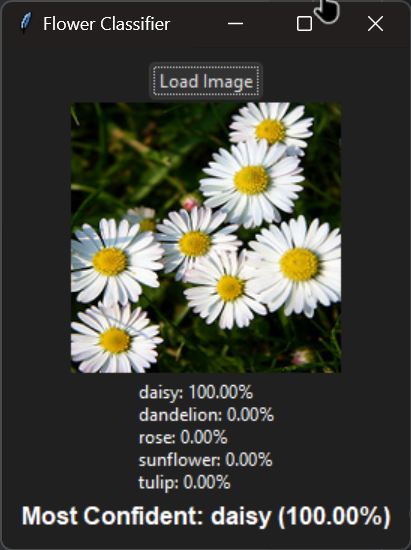 Flower Classifier
Load Image
daisy: 100.00%
dandelion: 0.00%
rose: 0.00%
sunflower: 0.00%
tulip: 0.00%
Most Confident: daisy (100.00%)